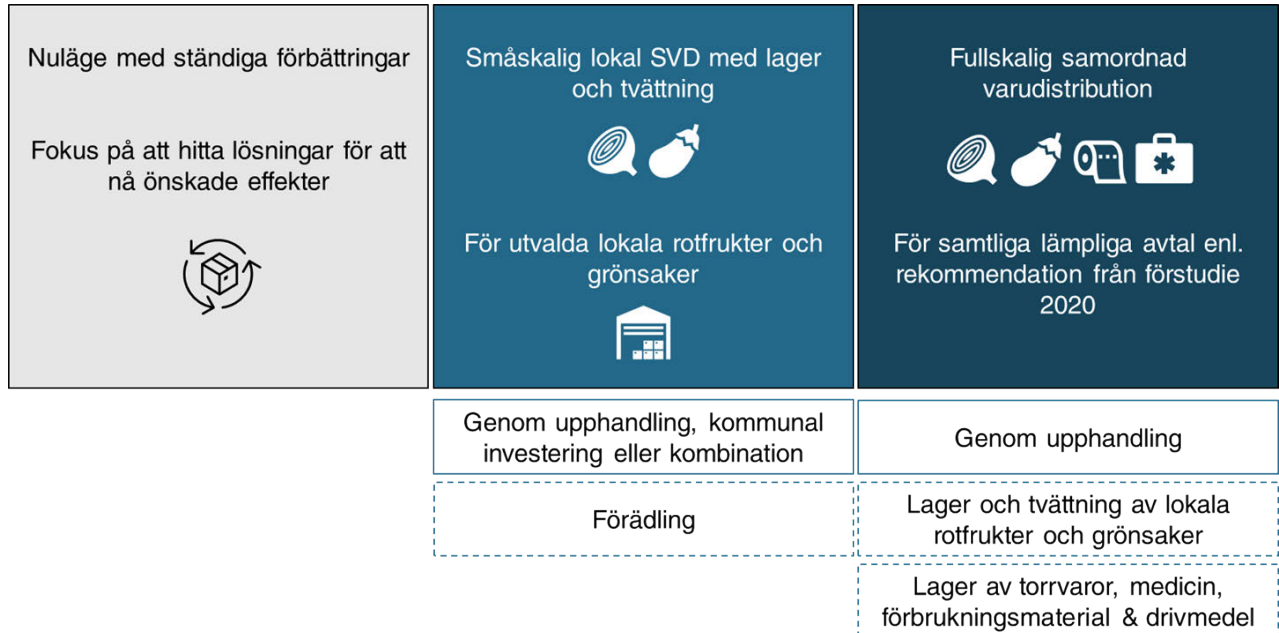 Nuläge med ständiga förbättringar
Fokus på att hitta lösningar för att
nå önskade effekter
Småskalig lokal SVD med lager
och tvättning
För utvalda lokala rotfrukter och
grönsaker
Fullskalig samordnad
varudistribution
För samtliga lämpliga avtal enl.
rekommendation från förstudie
2020
Genom upphandling, kommunal
investering eller kombination
Förädling
Genom upphandling
Lager och tvättning av lokala
rotfrukter och grönsaker
Lager av torrvaror, medicin,
förbrukningsmaterial & drivmedel